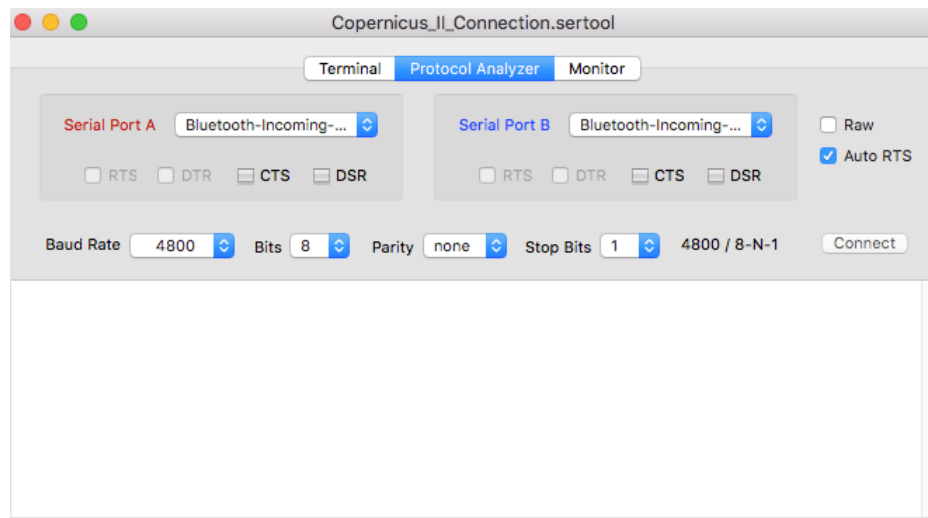 Copernicus_II_Connection.sertool
Terminal Protocol Analyzer Monitor
Serial Port A Bluetooth-Incoming-... Serial Port B Bluetooth-Incoming-... Raw
Auto RTS
RTS DTR CTS DSR RTS DTR CTS DSR
Baud Rate 4800 Bits 8 Parity none Stop Bits 1 4800 / 8-N-1 Connect